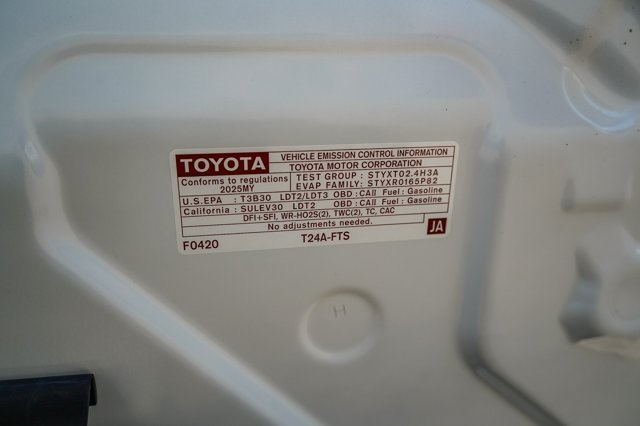 TOYOTA
VEHICLE EMISSION CONTROL INFORMATION
TOYOTA MOTOR CORPORATION
Conforms to regulations
2025MY
TEST GROUP : STYXT02.4H3A
EVAP FAMILY: STYXR0165P82
U.S.EPA : T3B30 LDT2/LDT3 OBD :CAII Fuel : Gasoline
California : SULEV30 LDT2 OBD :CAII Fuel : Gasoline
DFI+SFI, WR-HO2S(2), TWC(2), TC, CAC
No adjustments needed.
F0420 T24A-FTS JA
H